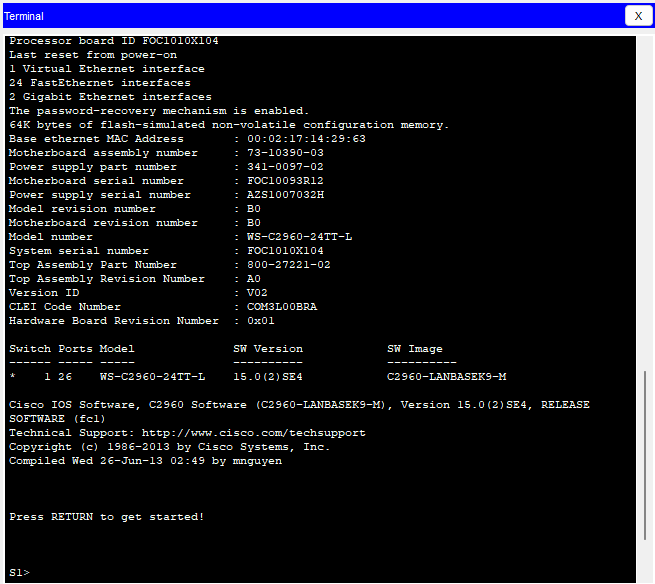 Terminal
X
Processor board ID FOC1010X104
Last reset from power-on
1 Virtual Ethernet interface
24 FastEthernet interfaces
2 Gigabit Ethernet interfaces
The password-recovery mechanism is enabled.
64K bytes of flash-simulated non-volatile configuration memory.
Base ethernet MAC Address       : 00:02:17:14:29:63
Motherboard assembly number     : 73-10390-03
Power supply part number        : 341-0097-02
Motherboard serial number       : FOC10093R12
Power supply serial number      : AZS1007032H
Model revision number           : B0
Motherboard revision number     : B0
Model number                    : WS-C2960-24TT-L
System serial number            : FOC1010X104
Top Assembly Part Number        : 800-27221-02
Top Assembly Revision Number    : A0
Version ID                      : V02
CLEI Code Number                : COM3L00BRA
Hardware Board Revision Number  : 0x01
Switch Ports Model              SW Version            SW Image
------ ----- -----              ----------            ----------
*    1 26    WS-C2960-24TT-L    15.0(2)SE4            C2960-LANBASEK9-M
Cisco IOS Software, C2960 Software (C2960-LANBASEK9-M), Version 15.0(2)SE4, RELEASE
SOFTWARE (fc1)
Technical Support: http://www.cisco.com/techsupport
Copyright (c) 1986-2013 by Cisco Systems, Inc.
Compiled Wed 26-Jun-13 02:49 by mnguyen
Press RETURN to get started!
S1>